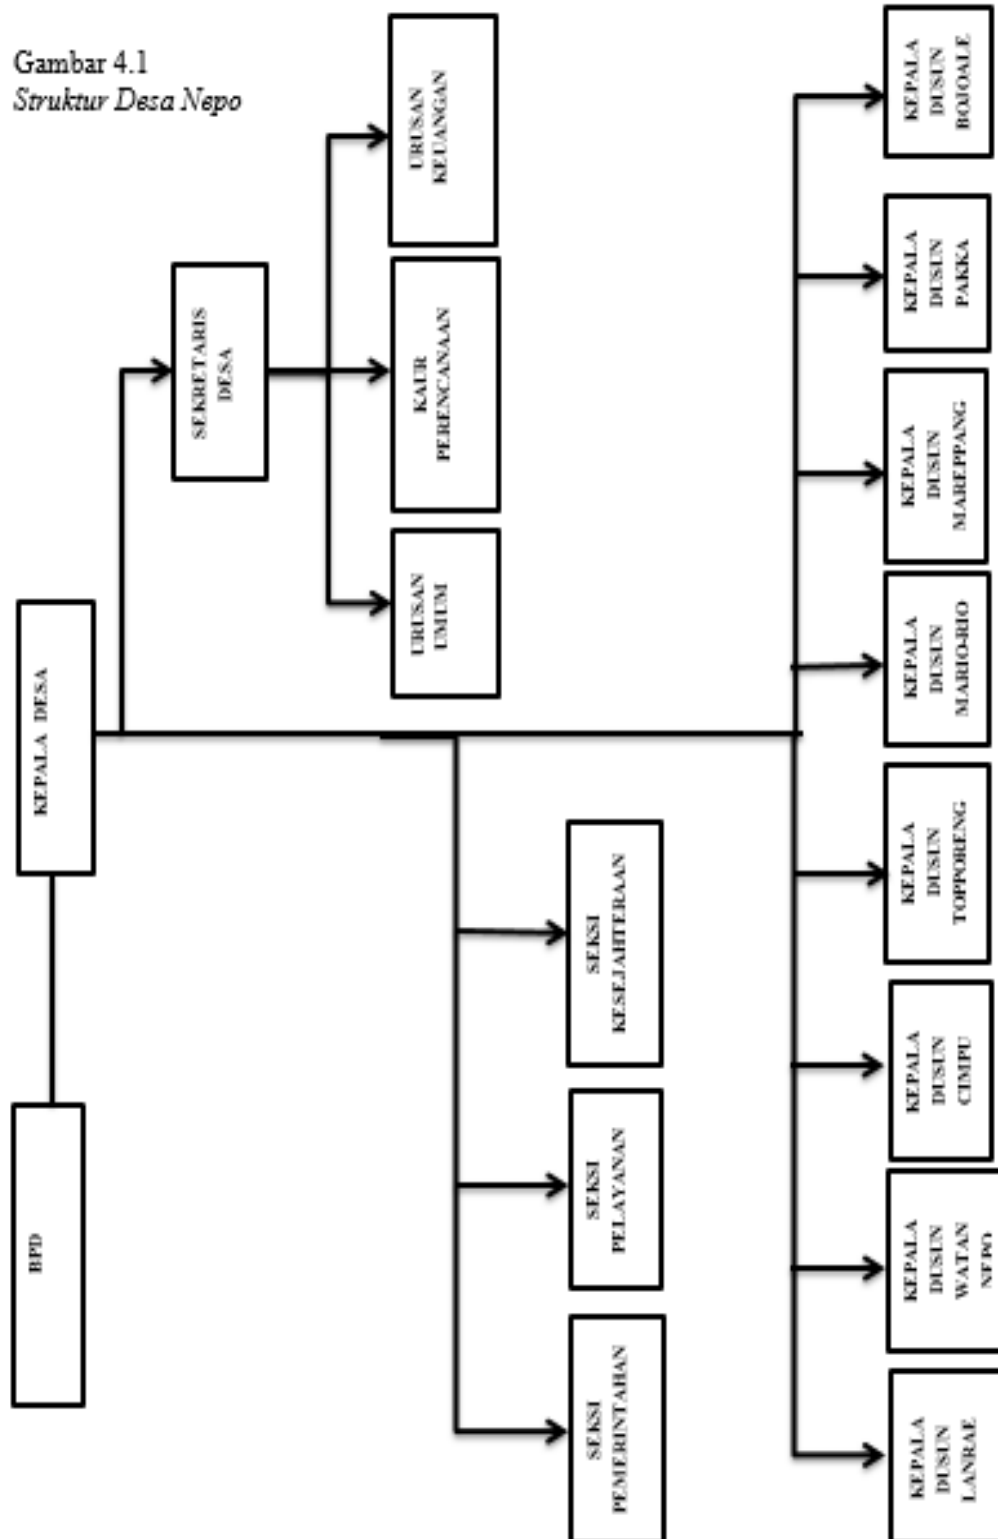 Gambar 4.1
Struktur Desa Nepo
BPD
KEPALA DESA
SEKRETARIS
DESA
URUSAN
UMUM
KAUR
PERENCANAAN
URUSAN
KEUANGAN
SEKSI
PEMERINTAHAN
SEKSI
PELAYANAN
SEKSI
KESEJAHTERAAN
KEPALA
DUSUN
LANRAE
KEPALA
DUSUN
WATAN
NEPO
KEPALA
DUSUN
CIMPU
KEPALA
DUSUN
TOPPORENG
KEPALA
DUSUN
MARIO-RIO
KEPALA
DUSUN
MAREPPANG
KEPALA
DUSUN
PAKKA
KEPALA
DUSUN
BOJOALE